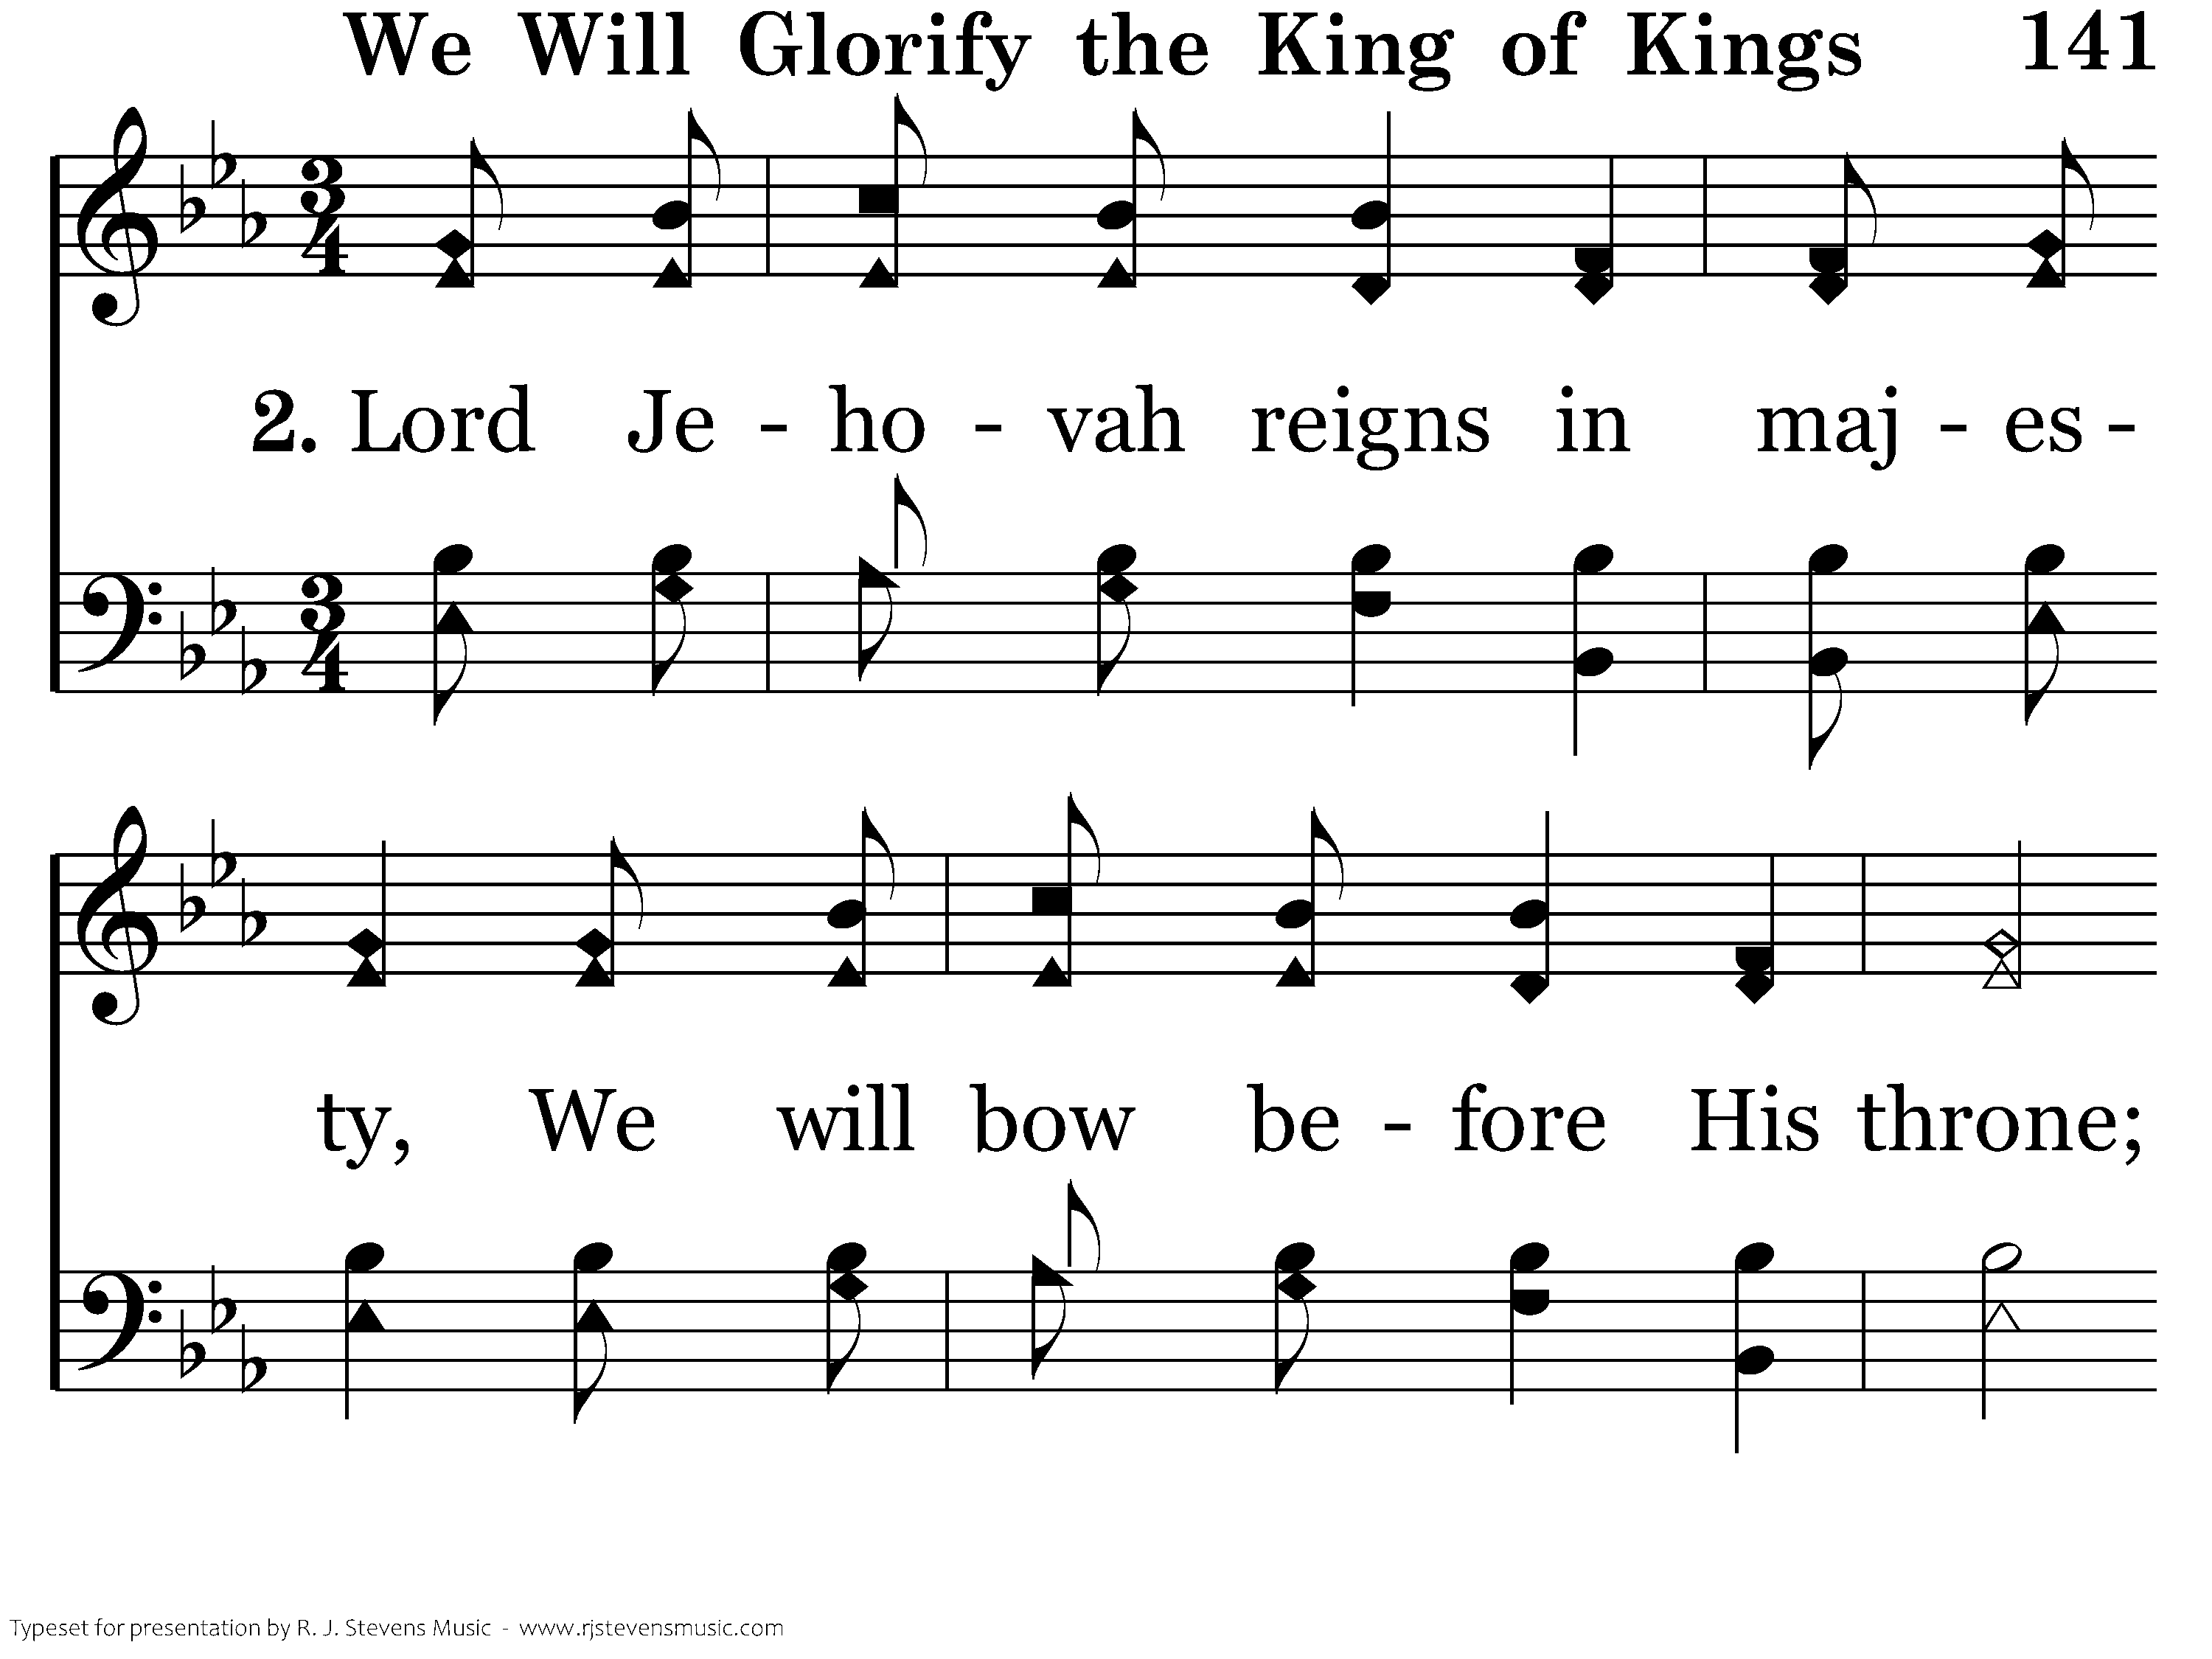 We Will Glorify the King of Kings 141
2. Lord Je - ho - vah reigns in maj - es -
ty, We will bow be - fore His throne;
Typeset for presentation by R. J. Stevens Music - www.rjstevensmusic.com